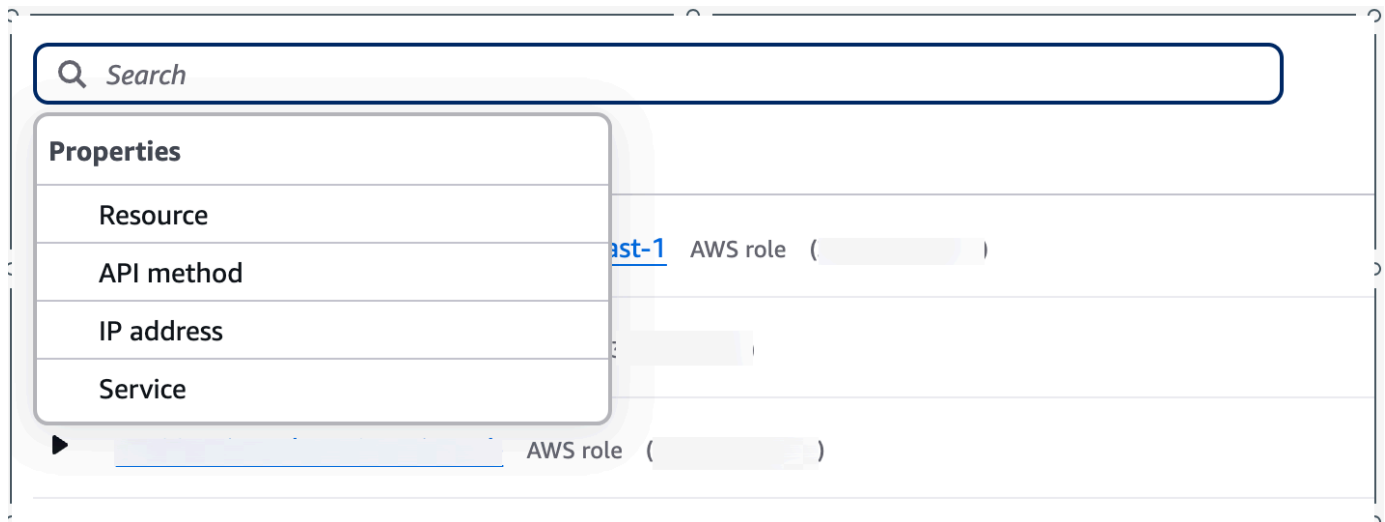 Search
Properties
Resource
ast-1 AWS role ( )
API method
IP address
Service
AWS role ( )